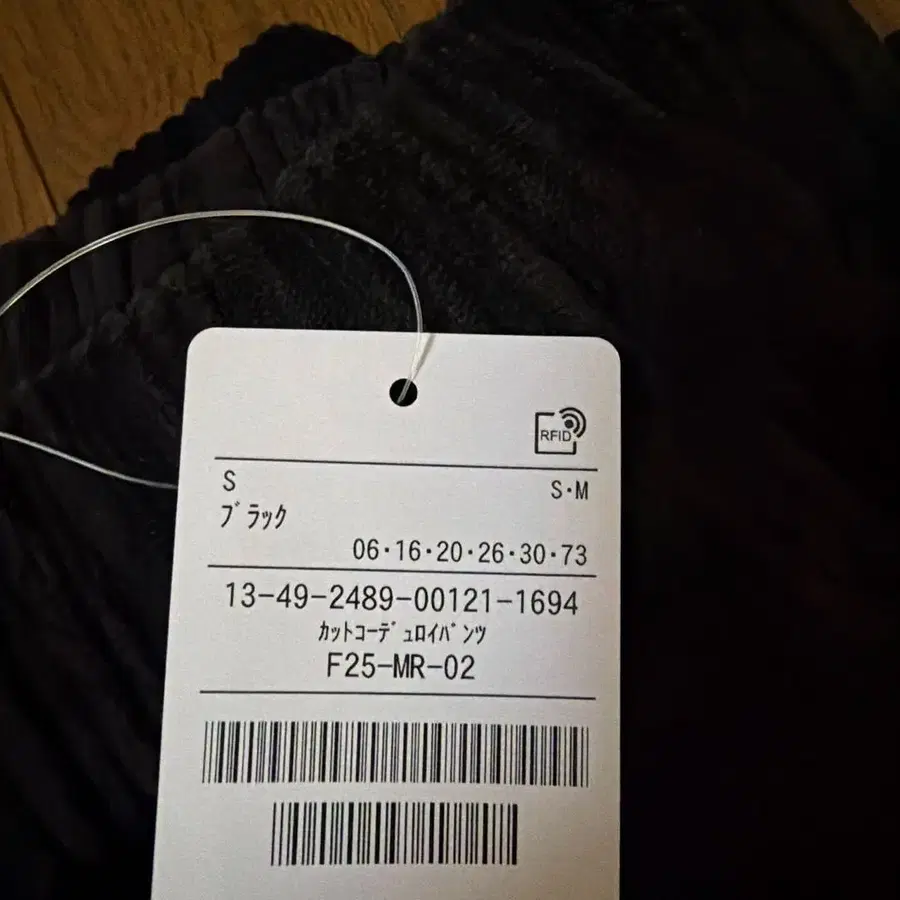 RFID
S S・M
ブラック
06・16・20・26・30・73
13-49-2489-00121-1694
カットコーデュロイパンツ
F25-MR-02